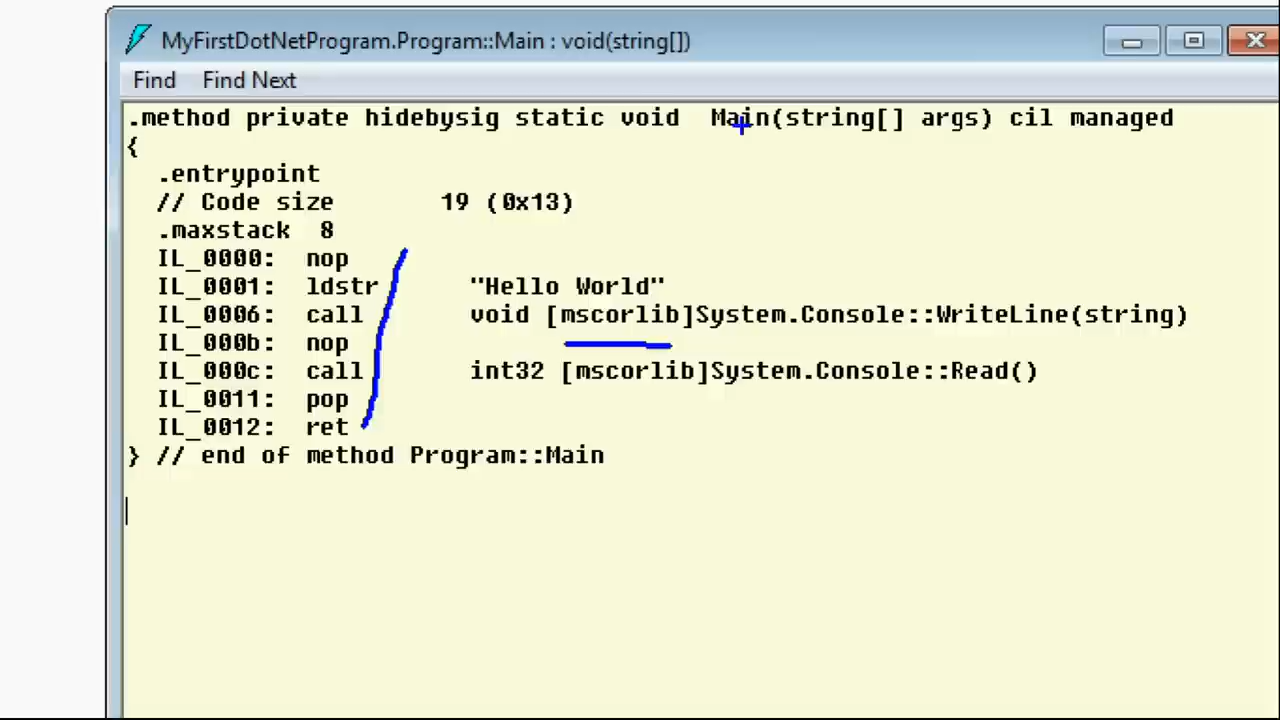 MyFirstDotNetProgram.Program::Main : void(string[])
Find Find Next
.method private hidebysig static void  Main(string[] args) cil managed
{
  .entrypoint
  // Code size       19 (0x13)
  .maxstack  8
  IL_0000:  nop
  IL_0001:  ldstr      "Hello World"
  IL_0006:  call       void [mscorlib]System.Console::WriteLine(string)
  IL_000b:  nop
  IL_000c:  call       int32 [mscorlib]System.Console::Read()
  IL_0011:  pop
  IL_0012:  ret
} // end of method Program::Main